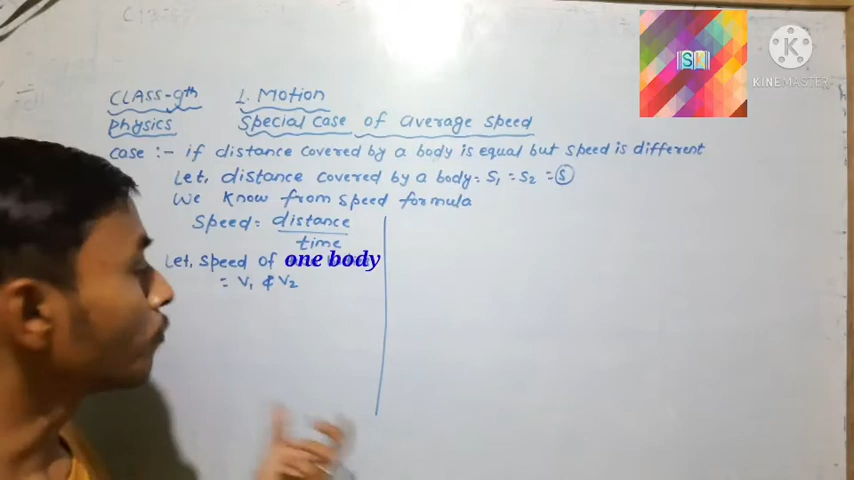 CLASS-9th 1. Motion
Physics Special case of average speed
case :- if distance covered by a body is equal but speed is different
Let, distance covered by a body = S₁ = S₂ = S
We know from speed formula
Speed = distance
time
Let, speed of one body
= V₁ & V₂
SL
K
KINEMASTER